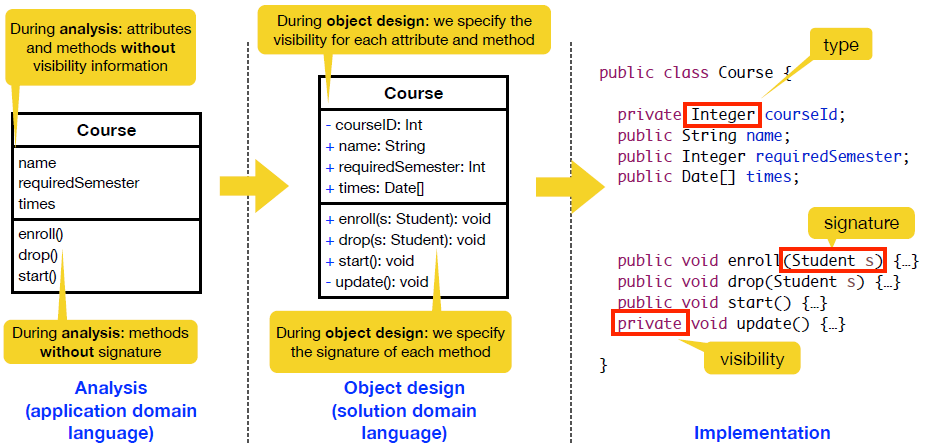 During analysis: attributes
and methods without
visibility information
Course
name
requiredSemester
times
enroll()
drop()
start()
During analysis: methods
without signature
Analysis
(application domain
language)
During object design: we specify the
visibility for each attribute and method
Course
- courseID: Int
+ name: String
+ requiredSemester: Int
+ times: Date[]
+ enroll(s: Student): void
+ drop(s: Student): void
+ start(): void
- update(): void
During object design: we specify
the signature of each method
Object design
(solution domain
language)
type
public class Course {
private Integer courseId;
public String name;
public Integer requiredSemester;
public Date[] times;
signature
public void enroll(Student s) {…}
public void drop(Student s) {…}
public void start() {…}
private void update() {…}
visibility
}
Implementation